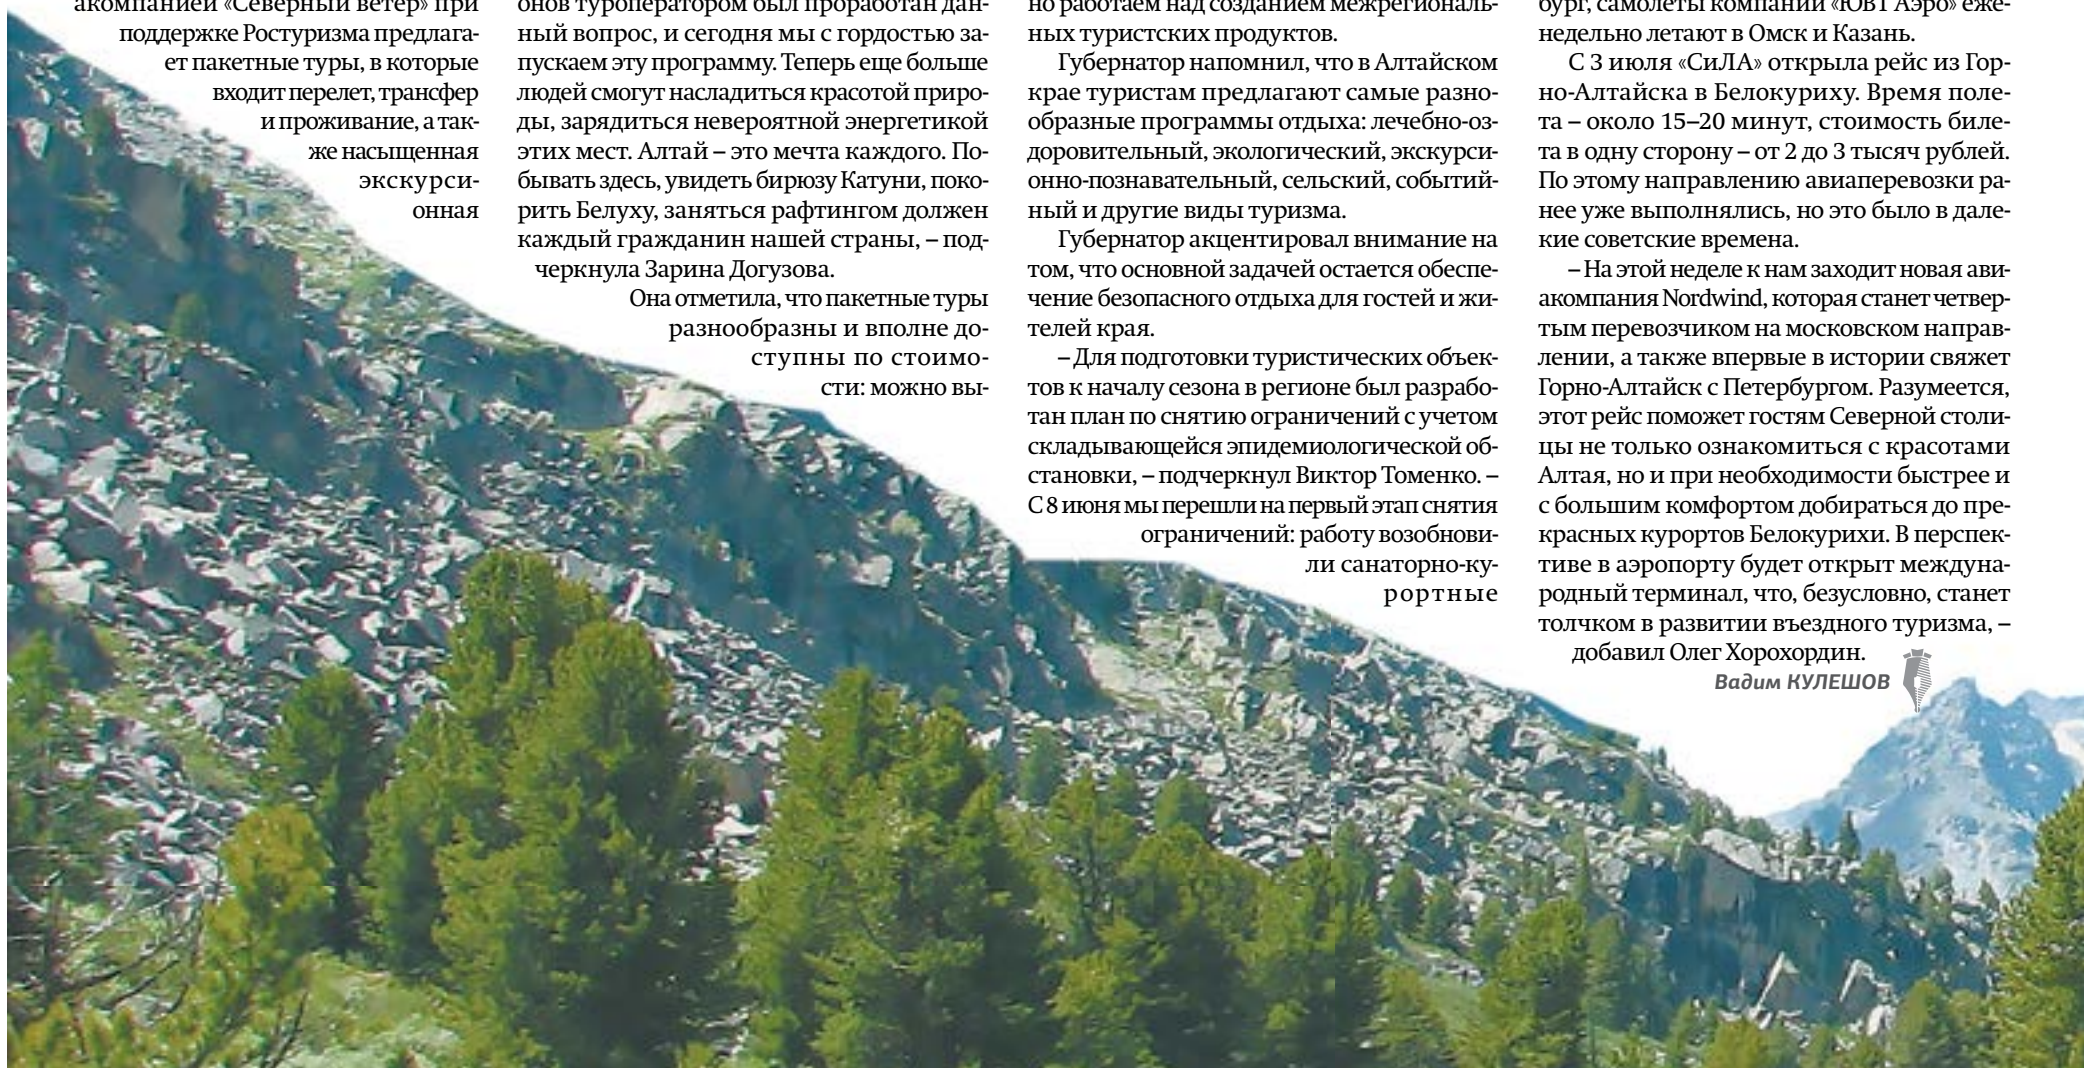 акомпанией «Северный ветер» при
поддержке Ростуризма предлага-
ет пакетные туры, в которые
входит перелет, трансфер
и проживание, а так-
же насыщенная
экскурси-
онная
онов туроператором был проработан дан-
ный вопрос, и сегодня мы с гордостью за-
пускаем эту программу. Теперь еще больше
людей смогут насладиться красотой приро-
ды, зарядиться невероятной энергетикой
этих мест. Алтай – это мечта каждого. По-
бывать здесь, увидеть бирюзу Катуни, поко-
рить Белуху, заняться рафтингом должен
каждый гражданин нашей страны, – под-
черкнула Зарина Догузова.
Она отметила, что пакетные туры
разнообразны и вполне до-
ступны по стоимо-
сти: можно вы-
но работаем над созданием межрегиональ-
ных туристских продуктов.
Губернатор напомнил, что в Алтайском
крае туристам предлагают самые разно-
образные программы отдыха: лечебно-оз-
доровительный, экологический, экскурси-
онно-познавательный, сельский, событий-
ный и другие виды туризма.
Губернатор акцентировал внимание на
том, что основной задачей остается обеспе-
чение безопасного отдыха для гостей и жи-
телей края.
– Для подготовки туристических объек-
тов к началу сезона в регионе был разрабо-
тан план по снятию ограничений с учетом
складывающейся эпидемиологической об-
становки, – подчеркнул Виктор Томенко. –
С 8 июня мы перешли на первый этап снятия
ограничений: работу возобнови-
ли санаторно-ку-
рортные
бург, самолеты компании «ЮВТ Аэро» еже-
недельно летают в Омск и Казань.
С 3 июля «СиЛА» открыла рейс из Гор-
но-Алтайска в Белокуриху. Время поле-
та – около 15–20 минут, стоимость биле-
та в одну сторону – от 2 до 3 тысяч рублей.
По этому направлению авиаперевозки ра-
нее уже выполнялись, но это было в дале-
кие советские времена.
– На этой неделе к нам заходит новая ави-
акомпания Nordwind, которая станет четвер-
тым перевозчиком на московском направ-
лении, а также впервые в истории свяжет
Горно-Алтайск с Петербургом. Разумеется,
этот рейс поможет гостям Северной столи-
цы не только ознакомиться с красотами
Алтая, но и при необходимости быстрее и
с большим комфортом добираться до пре-
красных курортов Белокурихи. В перспек-
тиве в аэропорту будет открыт междуна-
родный терминал, что, безусловно, станет
толчком в развитии въездного туризма, –
добавил Олег Хорохордин.
Вадим КУЛЕШОВ